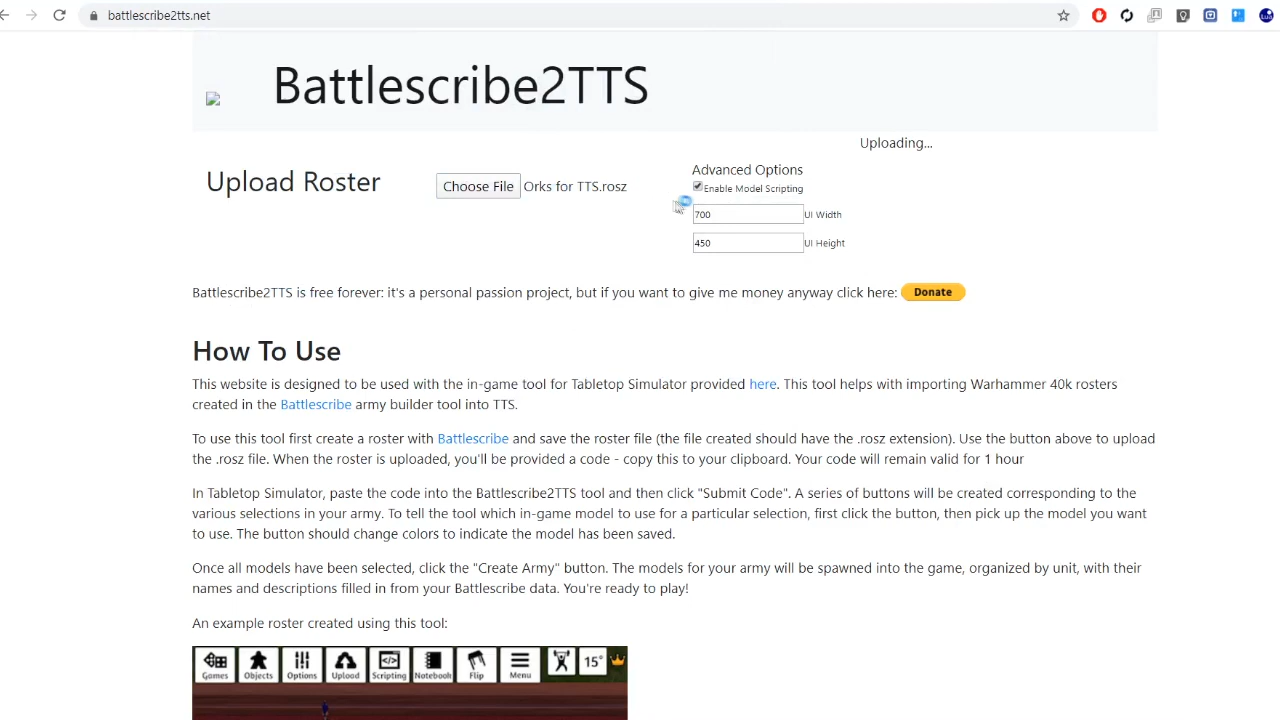 battlescribe2tts.net
Battlescribe2TTS
Uploading...
Upload Roster
Choose File Orks for TTS.rosz
Advanced Options
Enable Model Scripting
700 UI Width
450 UI Height
Battlescribe2TTS is free forever: it's a personal passion project, but if you want to give me money anyway click here: Donate
How To Use
This website is designed to be used with the in-game tool for Tabletop Simulator provided here. This tool helps with importing Warhammer 40k rosters
created in the Battlescribe army builder tool into TTS.
To use this tool first create a roster with Battlescribe and save the roster file (the file created should have the .rosz extension). Use the button above to upload
the .rosz file. When the roster is uploaded, you'll be provided a code - copy this to your clipboard. Your code will remain valid for 1 hour
In Tabletop Simulator, paste the code into the Battlescribe2TTS tool and then click "Submit Code". A series of buttons will be created corresponding to the
various selections in your army. To tell the tool which in-game model to use for a particular selection, first click the button, then pick up the model you want
to use. The button should change colors to indicate the model has been saved.
Once all models have been selected, click the "Create Army" button. The models for your army will be spawned into the game, organized by unit, with their
names and descriptions filled in from your Battlescribe data. You're ready to play!
An example roster created using this tool:
Games Objects Options Upload Scripting Notebook Flip Menu 15°